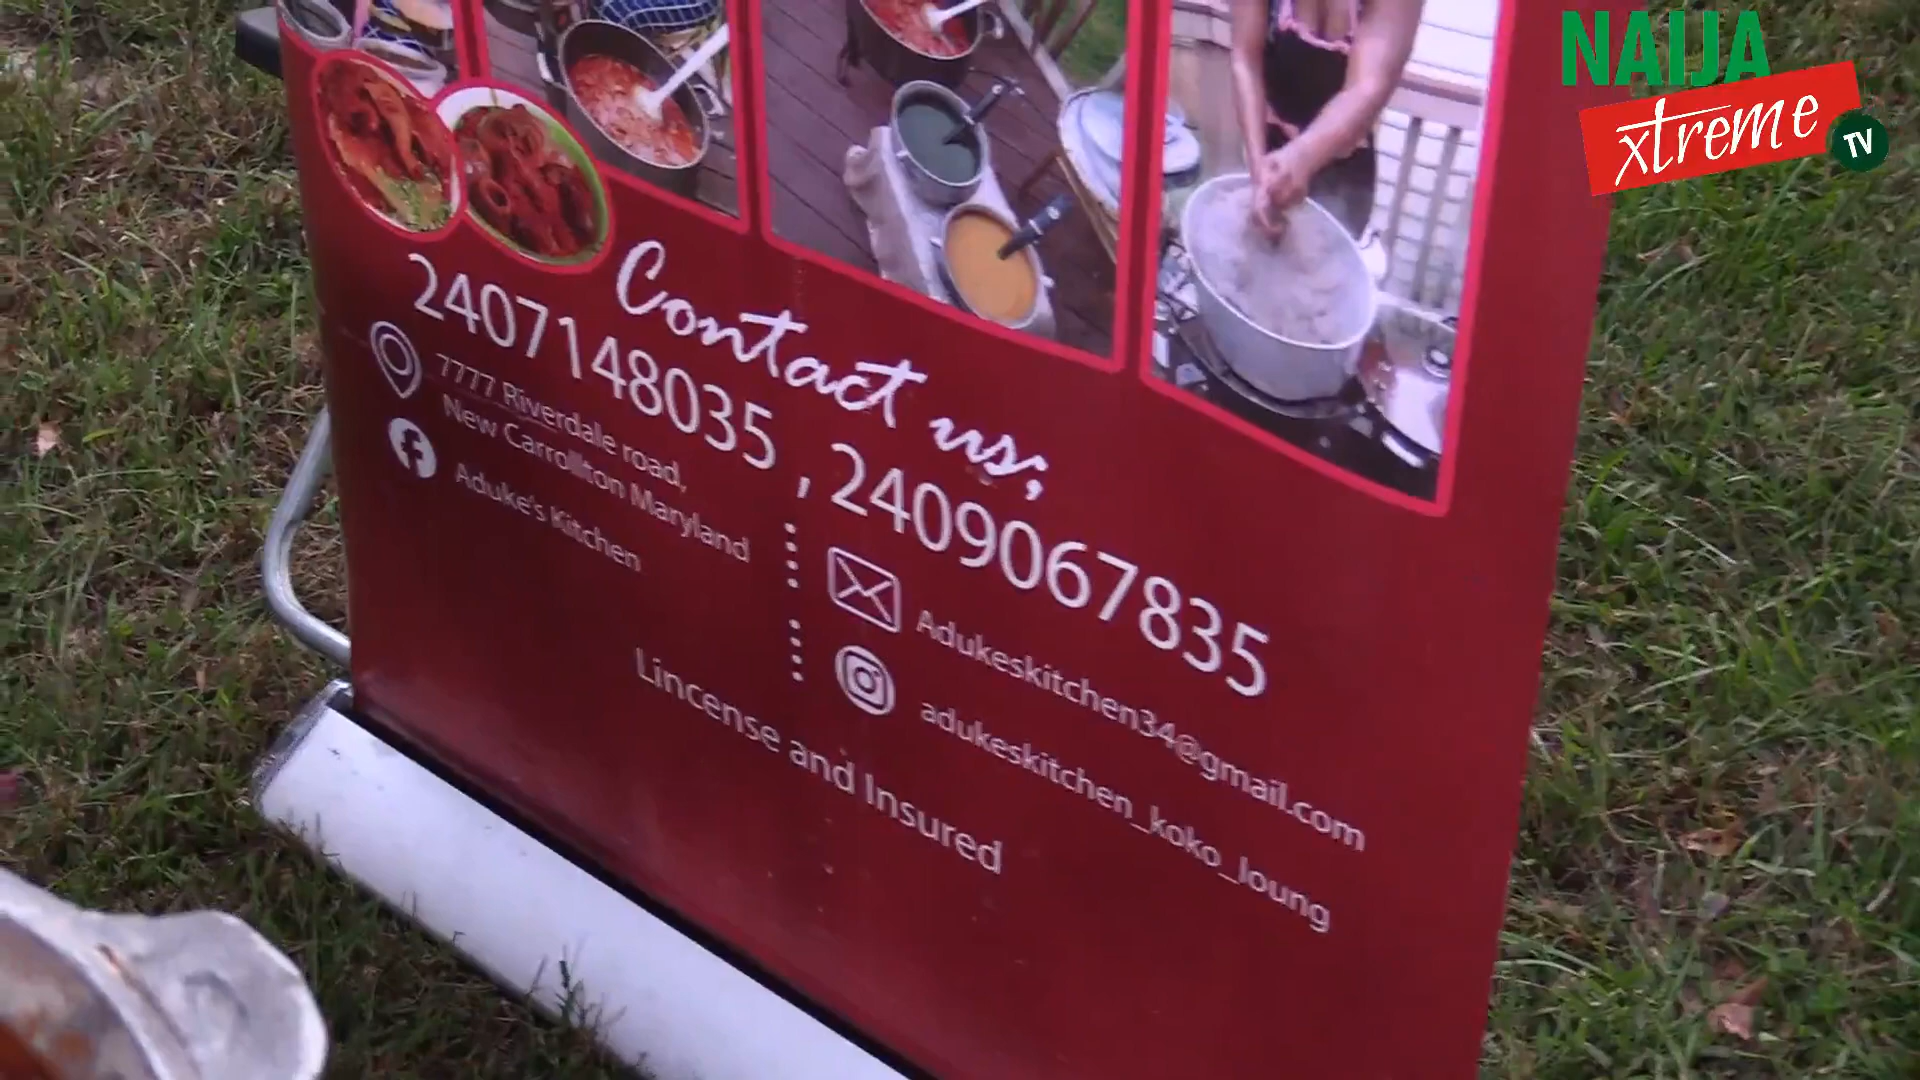 NAIJA
xtreme
TV
Contact us;
2407148035 , 2409067835
7777 Riverdale road,
New Carrollton Maryland
Aduke's Kitchen
Adukeskitchen34@gmail.com
adukeskitchen_koko_loung
Lincense and Insured